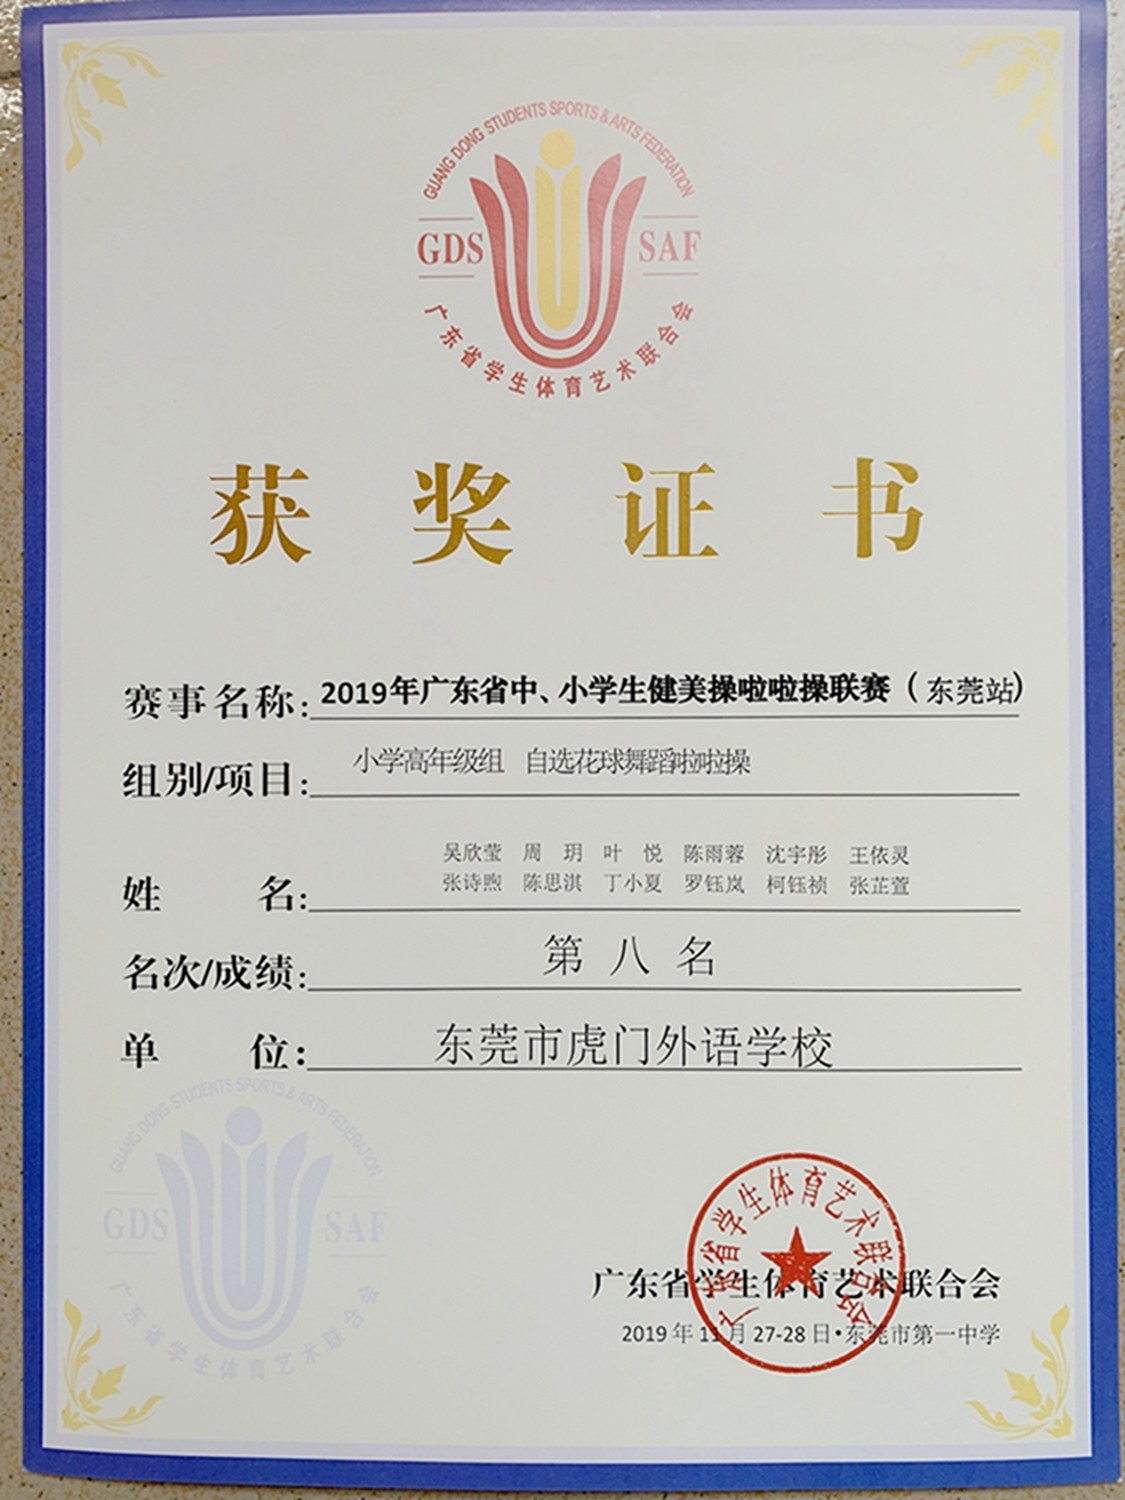 GUANG DONG STUDENTS SPORTS & ARTS FEDERATION
GDS SAF
广东省学生体育艺术联合会
获奖证书
赛事名称: 2019年广东省中、小学生健美操啦啦操联赛（东莞站）
组别/项目: 小学高年级组 自选花球舞蹈啦啦操
吴欣莹 周玥 叶悦 陈雨蓉 沈宇彤 王依灵
姓名: 张诗煦 陈思淇 丁小夏 罗钰岚 柯钰祯 张芷萱
名次/成绩: 第八名
单位: 东莞市虎门外语学校
GUANG DONG STUDENTS SPORTS & ARTS FEDERATION
GDS SAF
广东省学生体育艺术联合会
广东省学生体育艺术联合会
广东省学生体育艺术联合会
2019年11月27-28日•东莞市第一中学